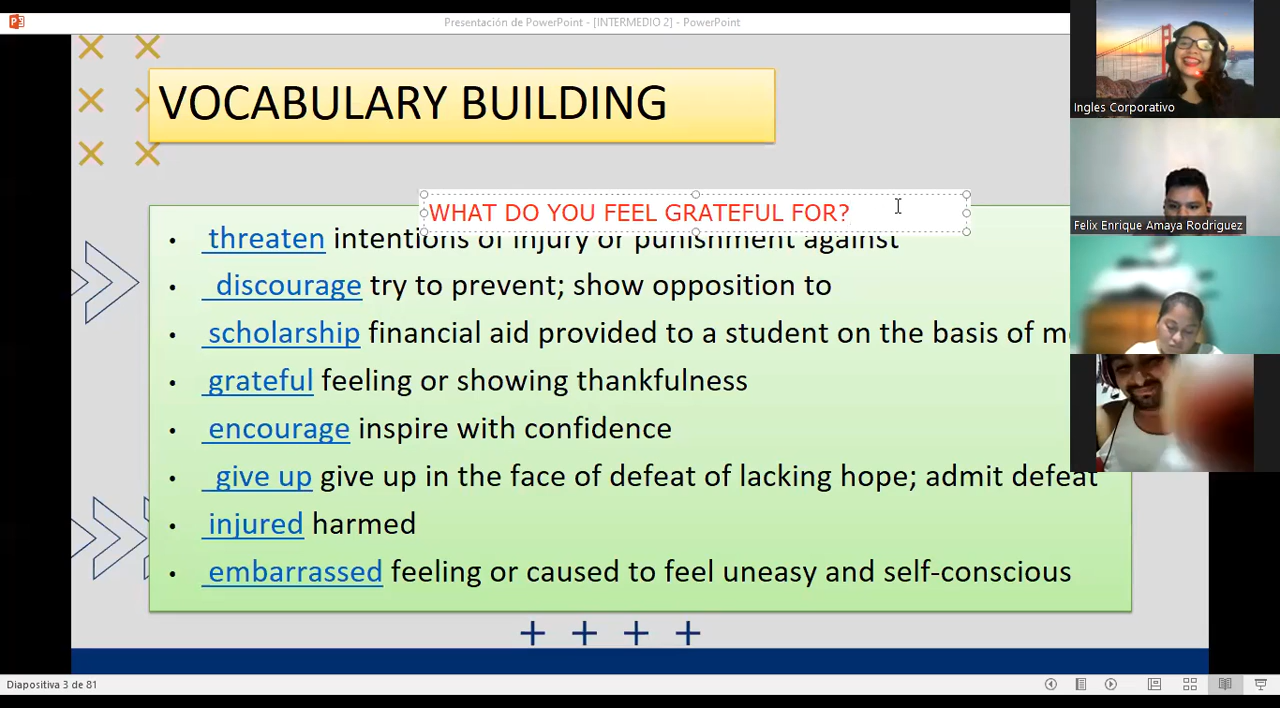 Presentación de PowerPoint - [INTERMEDIO 2] - PowerPoint
VOCABULARY BUILDING
WHAT DO YOU FEEL GRATEFUL FOR?
• threaten intentions of injury or punishment against
• discourage try to prevent; show opposition to
• scholarship financial aid provided to a student on the basis of
• grateful feeling or showing thankfulness
• encourage inspire with confidence
• give up give up in the face of defeat of lacking hope; admit defeat
• injured harmed
• embarrassed feeling or caused to feel uneasy and self-conscious
Ingles Corporativo
Felix Enrique Amaya Rodriguez
Diapositiva 3 de 81